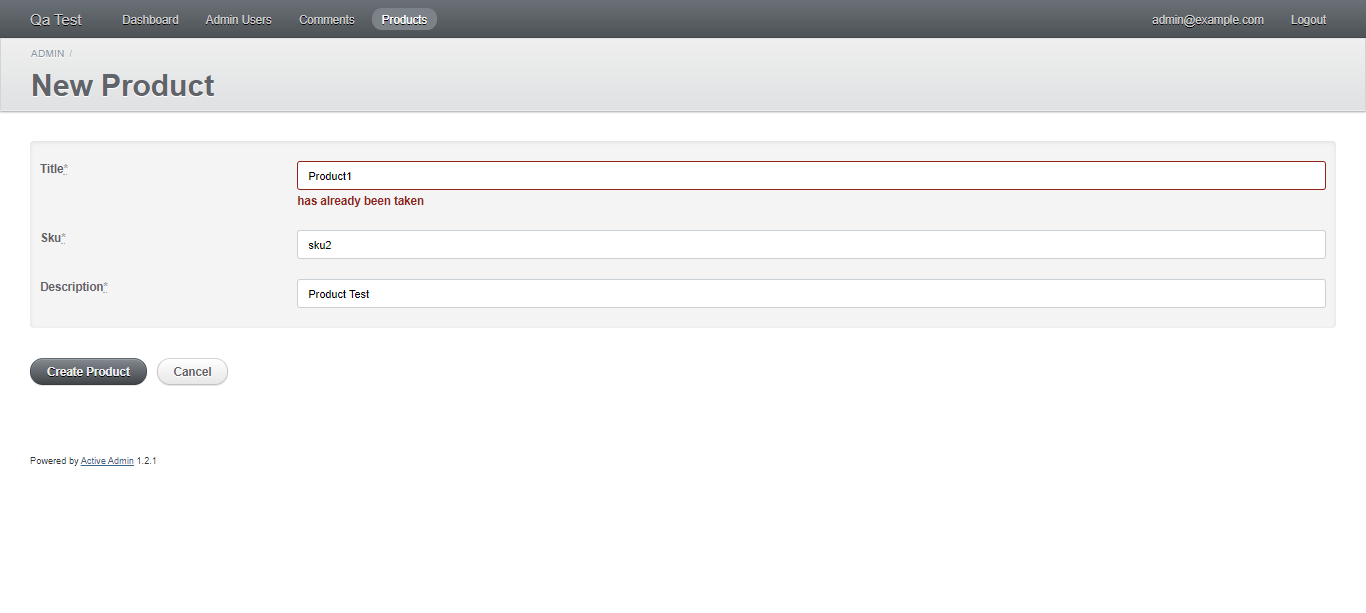 Qa Test Dashboard Admin Users Comments Products admin@example.com Logout
ADMIN /
New Product
Title* Product1
has already been taken
Sku* sku2
Description* Product Test
Create Product Cancel
Powered by Active Admin 1.2.1